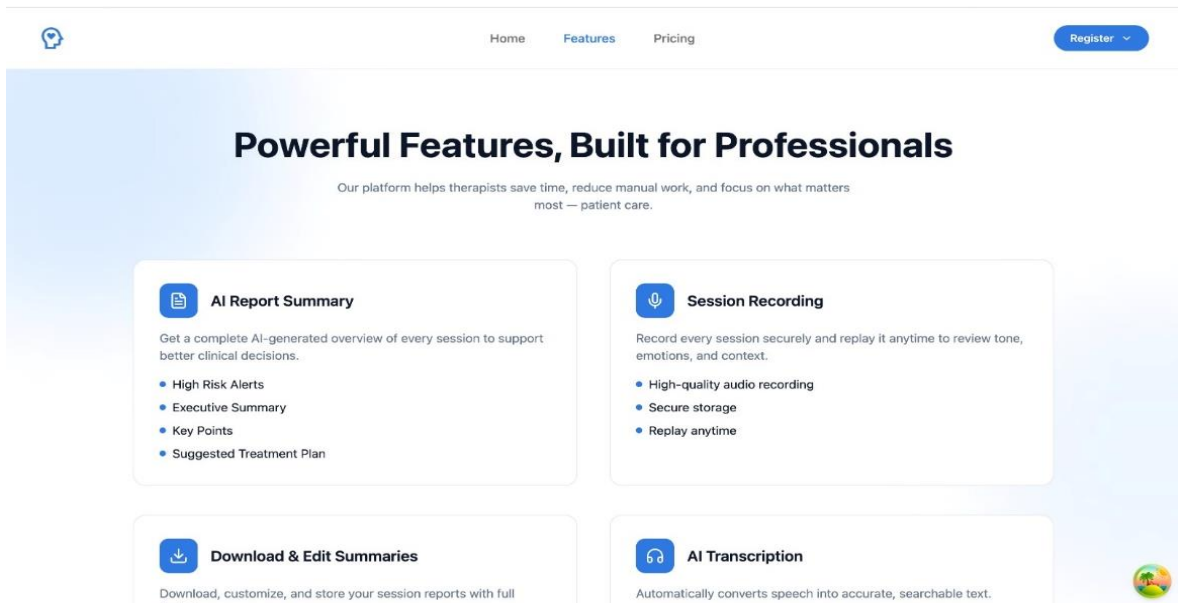 Home Features Pricing Register
Powerful Features, Built for Professionals
Our platform helps therapists save time, reduce manual work, and focus on what matters
most — patient care.
AI Report Summary
Get a complete AI-generated overview of every session to support
better clinical decisions.
High Risk Alerts
Executive Summary
Key Points
Suggested Treatment Plan
Session Recording
Record every session securely and replay it anytime to review tone,
emotions, and context.
High-quality audio recording
Secure storage
Replay anytime
Download & Edit Summaries
Download, customize, and store your session reports with full
AI Transcription
Automatically converts speech into accurate, searchable text.